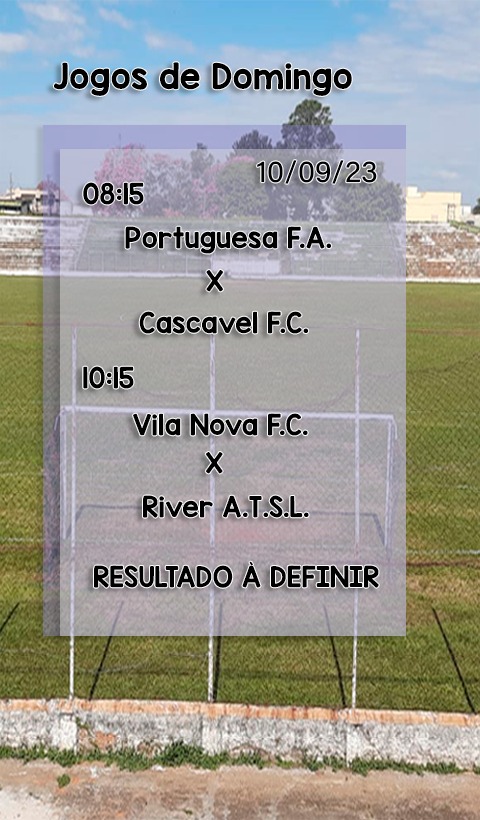 Jogos de Domingo
10/09/23
08:15
Portuguesa F.A.
X
Cascavel F.C.
10:15
Vila Nova F.C.
X
River A.T.S.L.
RESULTADO À DEFINIR